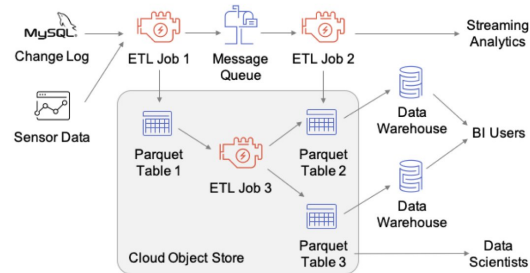 MySQL
Change Log
ETL Job 1
Message
Queue
ETL Job 2
Streaming
Analytics
Sensor Data
Parquet
Table 1
ETL Job 3
Parquet
Table 2
Data
Warehouse
BI Users
Data
Warehouse
Cloud Object Store
Parquet
Table 3
Data
Scientists